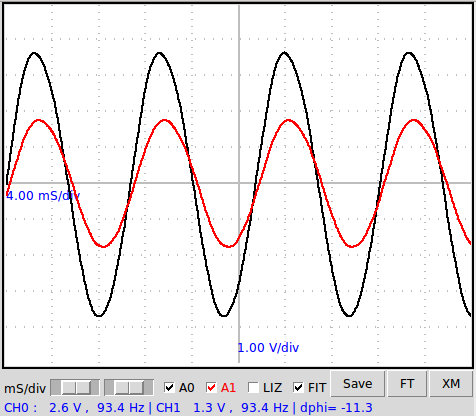 4.00 mS/div
1.00 V/div
mS/div A0 A1 LIZ FIT Save FT XM
CH0 : 2.6 V , 93.4 Hz | CH1 1.3 V , 93.4 Hz | dphi= -11.3